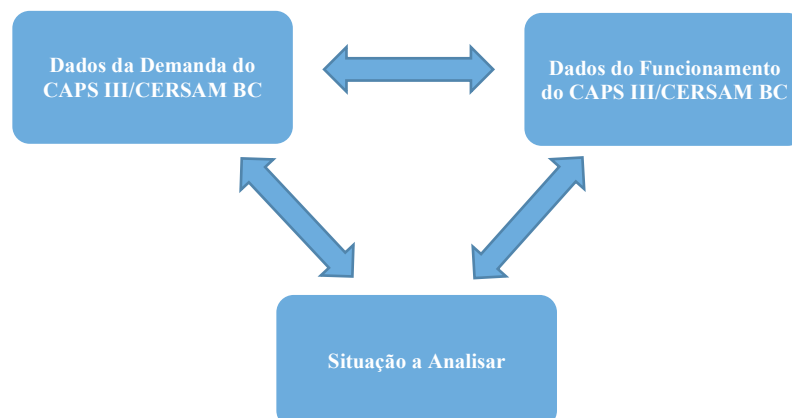 Dados da Demanda do
CAPS III/CERSAM BC
Dados do Funcionamento
do CAPS III/CERSAM BC
Situação a Analisar